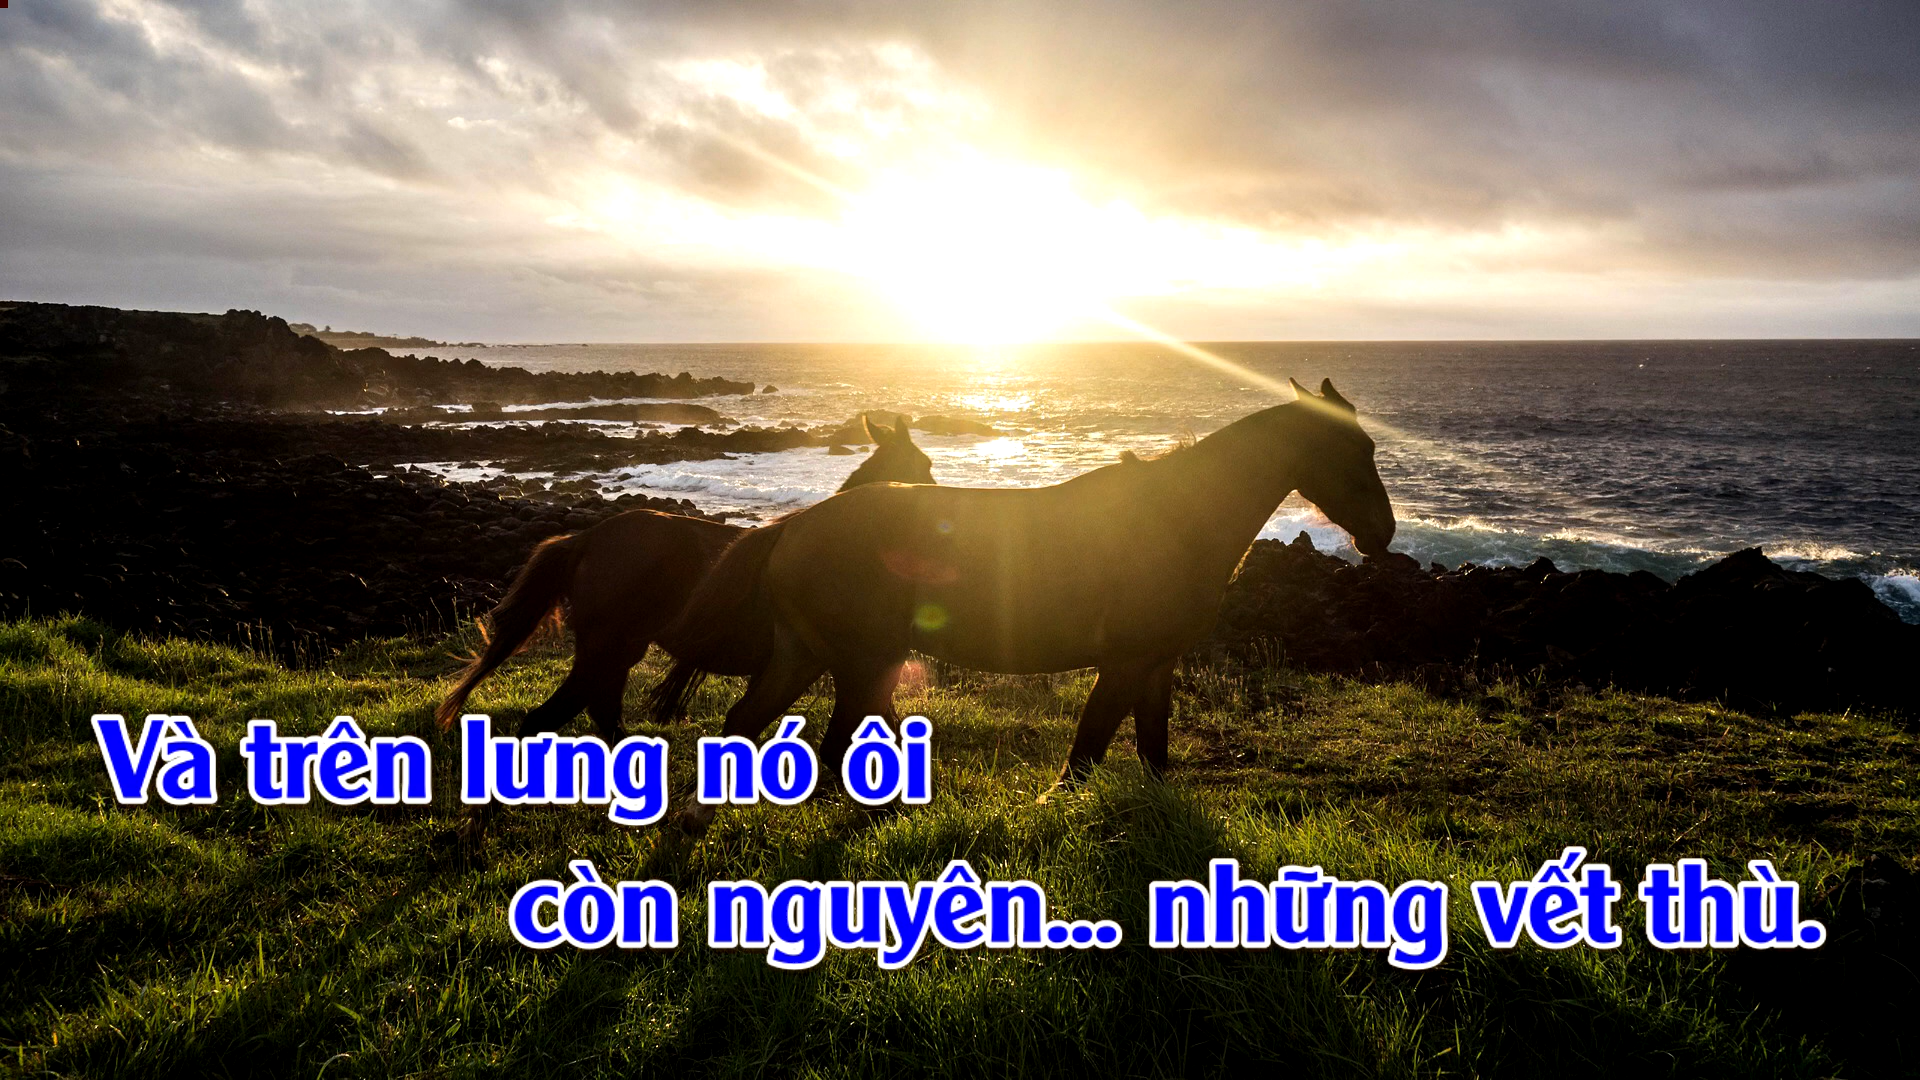 Và trên lưng nó ôi
còn nguyên... những vết thù.